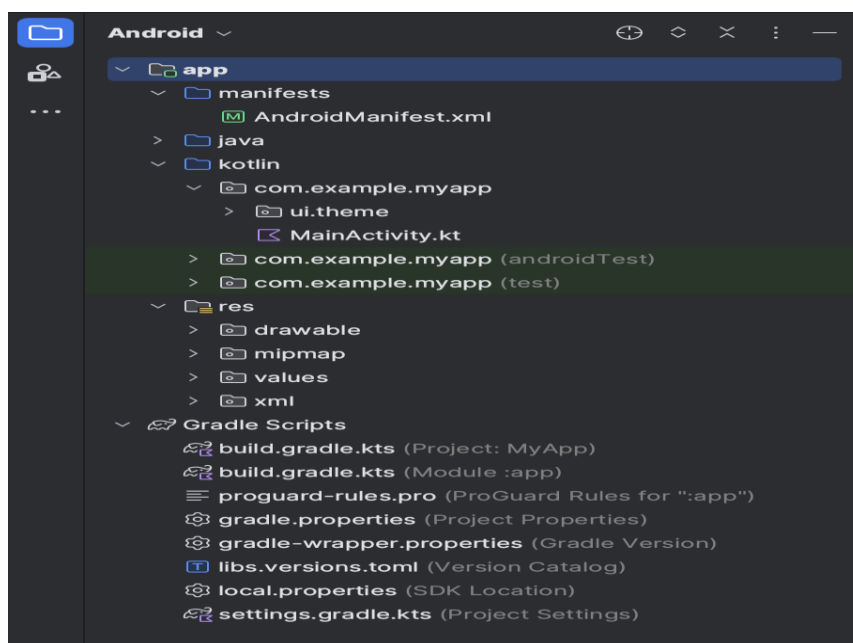 Android
app
manifests
AndroidManifest.xml
java
kotlin
com.example.myapp
ui.theme
MainActivity.kt
com.example.myapp (androidTest)
com.example.myapp (test)
res
drawable
mipmap
values
xml
Gradle Scripts
build.gradle.kts (Project: MyApp)
build.gradle.kts (Module :app)
proguard-rules.pro (ProGuard Rules for ":app")
gradle.properties (Project Properties)
gradle-wrapper.properties (Gradle Version)
libs.versions.toml (Version Catalog)
local.properties (SDK Location)
settings.gradle.kts (Project Settings)